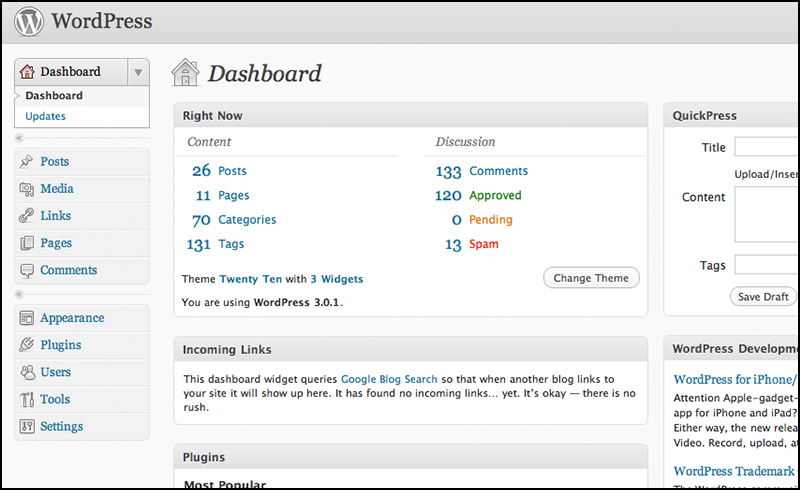 WordPress
Dashboard
Dashboard
Updates
Posts
Media
Links
Pages
Comments
Appearance
Plugins
Users
Tools
Settings
Dashboard
Right Now
Content
26 Posts
11 Pages
70 Categories
131 Tags
Discussion
133 Comments
120 Approved
0 Pending
13 Spam
Theme Twenty Ten with 3 Widgets
Change Theme
You are using WordPress 3.0.1.
Incoming Links
This dashboard widget queries Google Blog Search so that when another blog links to
your site it will show up here. It has found no incoming links... yet. It's okay — there is no
rush.
Plugins
Most Popular
QuickPress
Title
Upload/Inser
Content
Tags
Save Draft
WordPress Developme
WordPress for iPhone/
Attention Apple-gadget-
app for iPhone and iPad?
Either way, the new relea
Video. Record, upload, at
WordPress Trademark
The WordPress communi